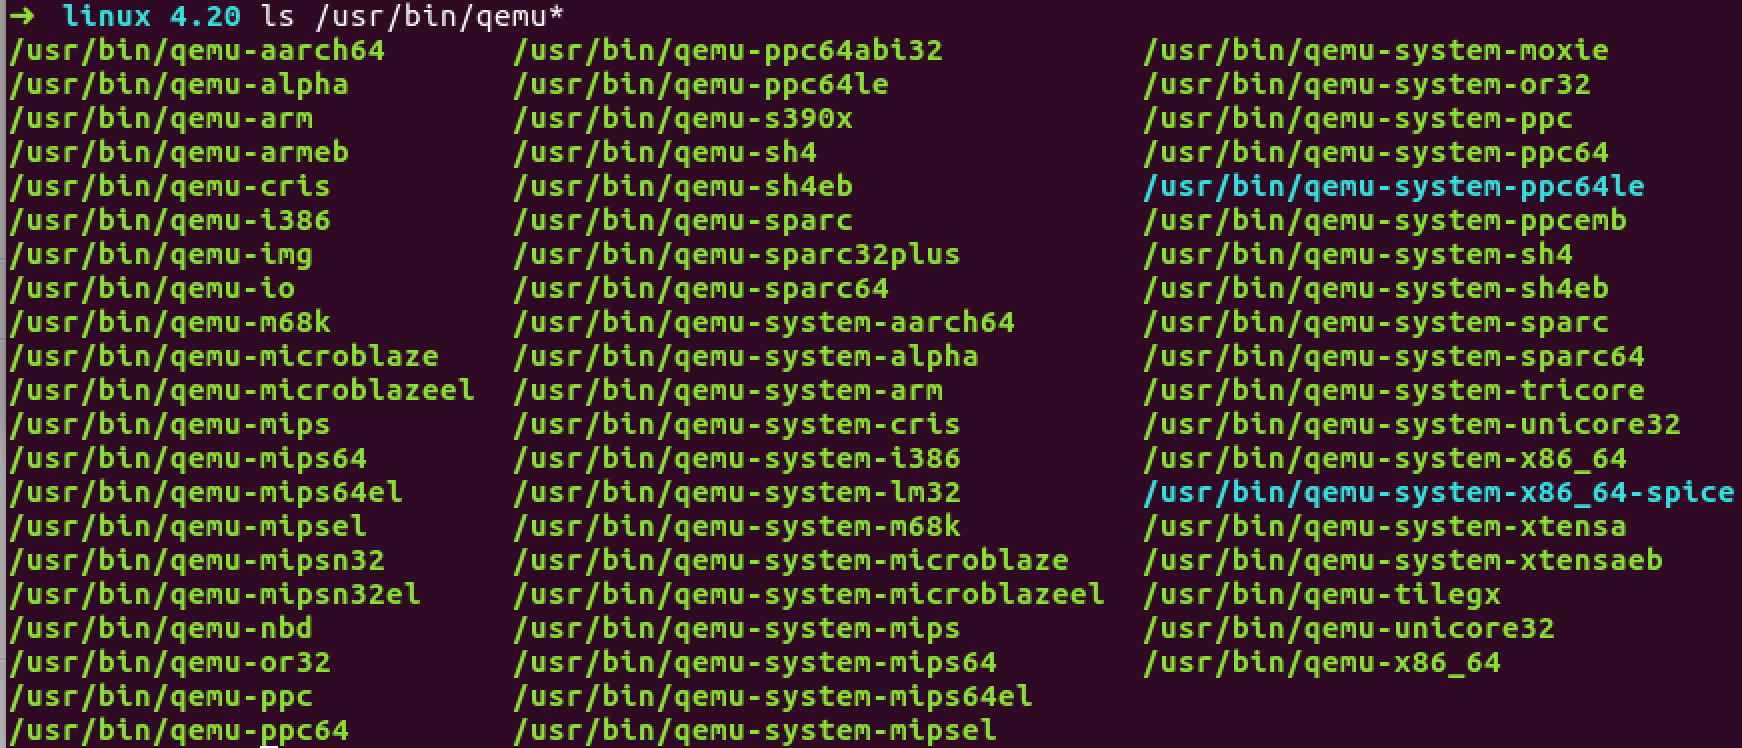 ➜  linux 4.20 ls /usr/bin/qemu*
/usr/bin/qemu-aarch64       /usr/bin/qemu-ppc64abi32          /usr/bin/qemu-system-moxie
/usr/bin/qemu-alpha         /usr/bin/qemu-ppc64le             /usr/bin/qemu-system-or32
/usr/bin/qemu-arm           /usr/bin/qemu-s390x               /usr/bin/qemu-system-ppc
/usr/bin/qemu-armeb         /usr/bin/qemu-sh4                 /usr/bin/qemu-system-ppc64
/usr/bin/qemu-cris          /usr/bin/qemu-sh4eb               /usr/bin/qemu-system-ppc64le
/usr/bin/qemu-i386          /usr/bin/qemu-sparc               /usr/bin/qemu-system-ppcemb
/usr/bin/qemu-img           /usr/bin/qemu-sparc32plus         /usr/bin/qemu-system-sh4
/usr/bin/qemu-io            /usr/bin/qemu-sparc64             /usr/bin/qemu-system-sh4eb
/usr/bin/qemu-m68k          /usr/bin/qemu-system-aarch64      /usr/bin/qemu-system-sparc
/usr/bin/qemu-microblaze    /usr/bin/qemu-system-alpha        /usr/bin/qemu-system-sparc64
/usr/bin/qemu-microblazeel  /usr/bin/qemu-system-arm          /usr/bin/qemu-system-tricore
/usr/bin/qemu-mips          /usr/bin/qemu-system-cris         /usr/bin/qemu-system-unicore32
/usr/bin/qemu-mips64        /usr/bin/qemu-system-i386         /usr/bin/qemu-system-x86_64
/usr/bin/qemu-mips64el      /usr/bin/qemu-system-lm32         /usr/bin/qemu-system-x86_64-spice
/usr/bin/qemu-mipsel        /usr/bin/qemu-system-m68k         /usr/bin/qemu-system-xtensa
/usr/bin/qemu-mipsn32       /usr/bin/qemu-system-microblaze   /usr/bin/qemu-system-xtensaeb
/usr/bin/qemu-mipsn32el     /usr/bin/qemu-system-microblazeel /usr/bin/qemu-tilegx
/usr/bin/qemu-nbd           /usr/bin/qemu-system-mips         /usr/bin/qemu-unicore32
/usr/bin/qemu-or32          /usr/bin/qemu-system-mips64       /usr/bin/qemu-x86_64
/usr/bin/qemu-ppc           /usr/bin/qemu-system-mips64el
/usr/bin/qemu-ppc64         /usr/bin/qemu-system-mipsel